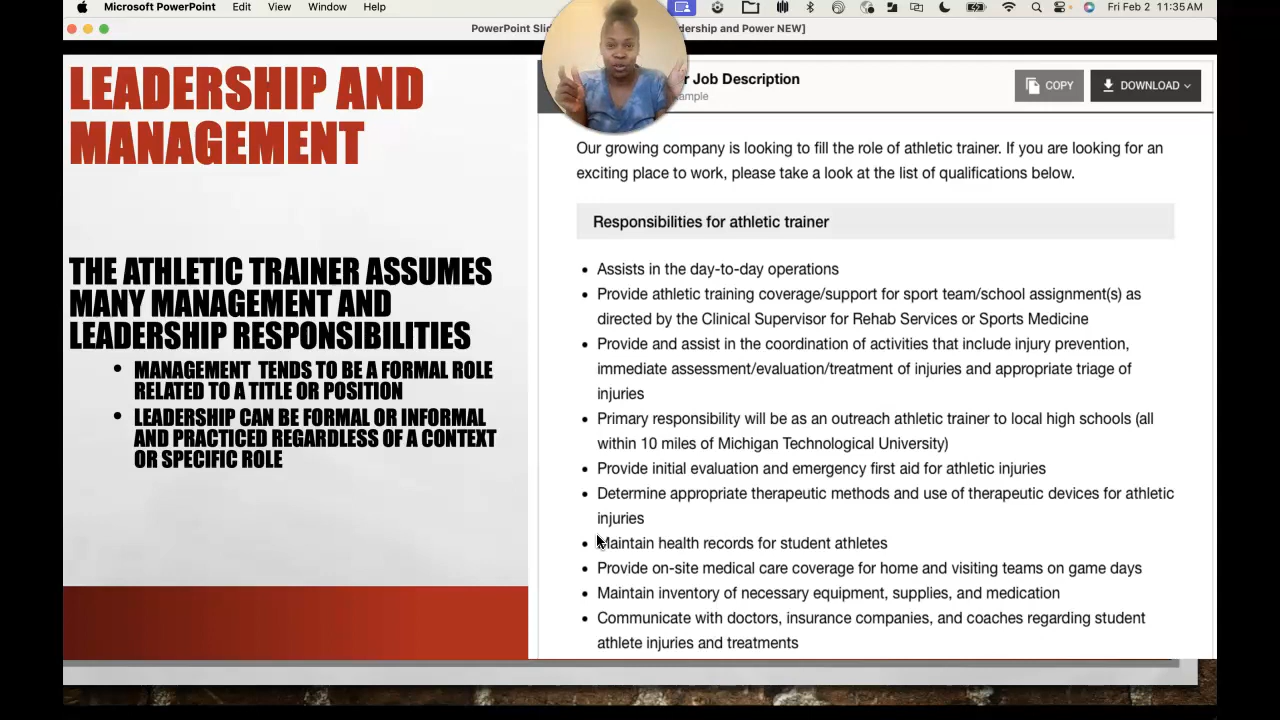 Microsoft PowerPoint Edit View Window Help Fri Feb 2 11:35 AM
PowerPoint Slid dership and Power NEW]
LEADERSHIP AND
MANAGEMENT
THE ATHLETIC TRAINER ASSUMES
MANY MANAGEMENT AND
LEADERSHIP RESPONSIBILITIES
• MANAGEMENT TENDS TO BE A FORMAL ROLE
RELATED TO A TITLE OR POSITION
• LEADERSHIP CAN BE FORMAL OR INFORMAL
AND PRACTICED REGARDLESS OF A CONTEXT
OR SPECIFIC ROLE
r Job Description
ample
COPY
DOWNLOAD
Our growing company is looking to fill the role of athletic trainer. If you are looking for an
exciting place to work, please take a look at the list of qualifications below.
Responsibilities for athletic trainer
• Assists in the day-to-day operations
• Provide athletic training coverage/support for sport team/school assignment(s) as
directed by the Clinical Supervisor for Rehab Services or Sports Medicine
• Provide and assist in the coordination of activities that include injury prevention,
immediate assessment/evaluation/treatment of injuries and appropriate triage of
injuries
• Primary responsibility will be as an outreach athletic trainer to local high schools (all
within 10 miles of Michigan Technological University)
• Provide initial evaluation and emergency first aid for athletic injuries
• Determine appropriate therapeutic methods and use of therapeutic devices for athletic
injuries
• Maintain health records for student athletes
• Provide on-site medical care coverage for home and visiting teams on game days
• Maintain inventory of necessary equipment, supplies, and medication
• Communicate with doctors, insurance companies, and coaches regarding student
athlete injuries and treatments